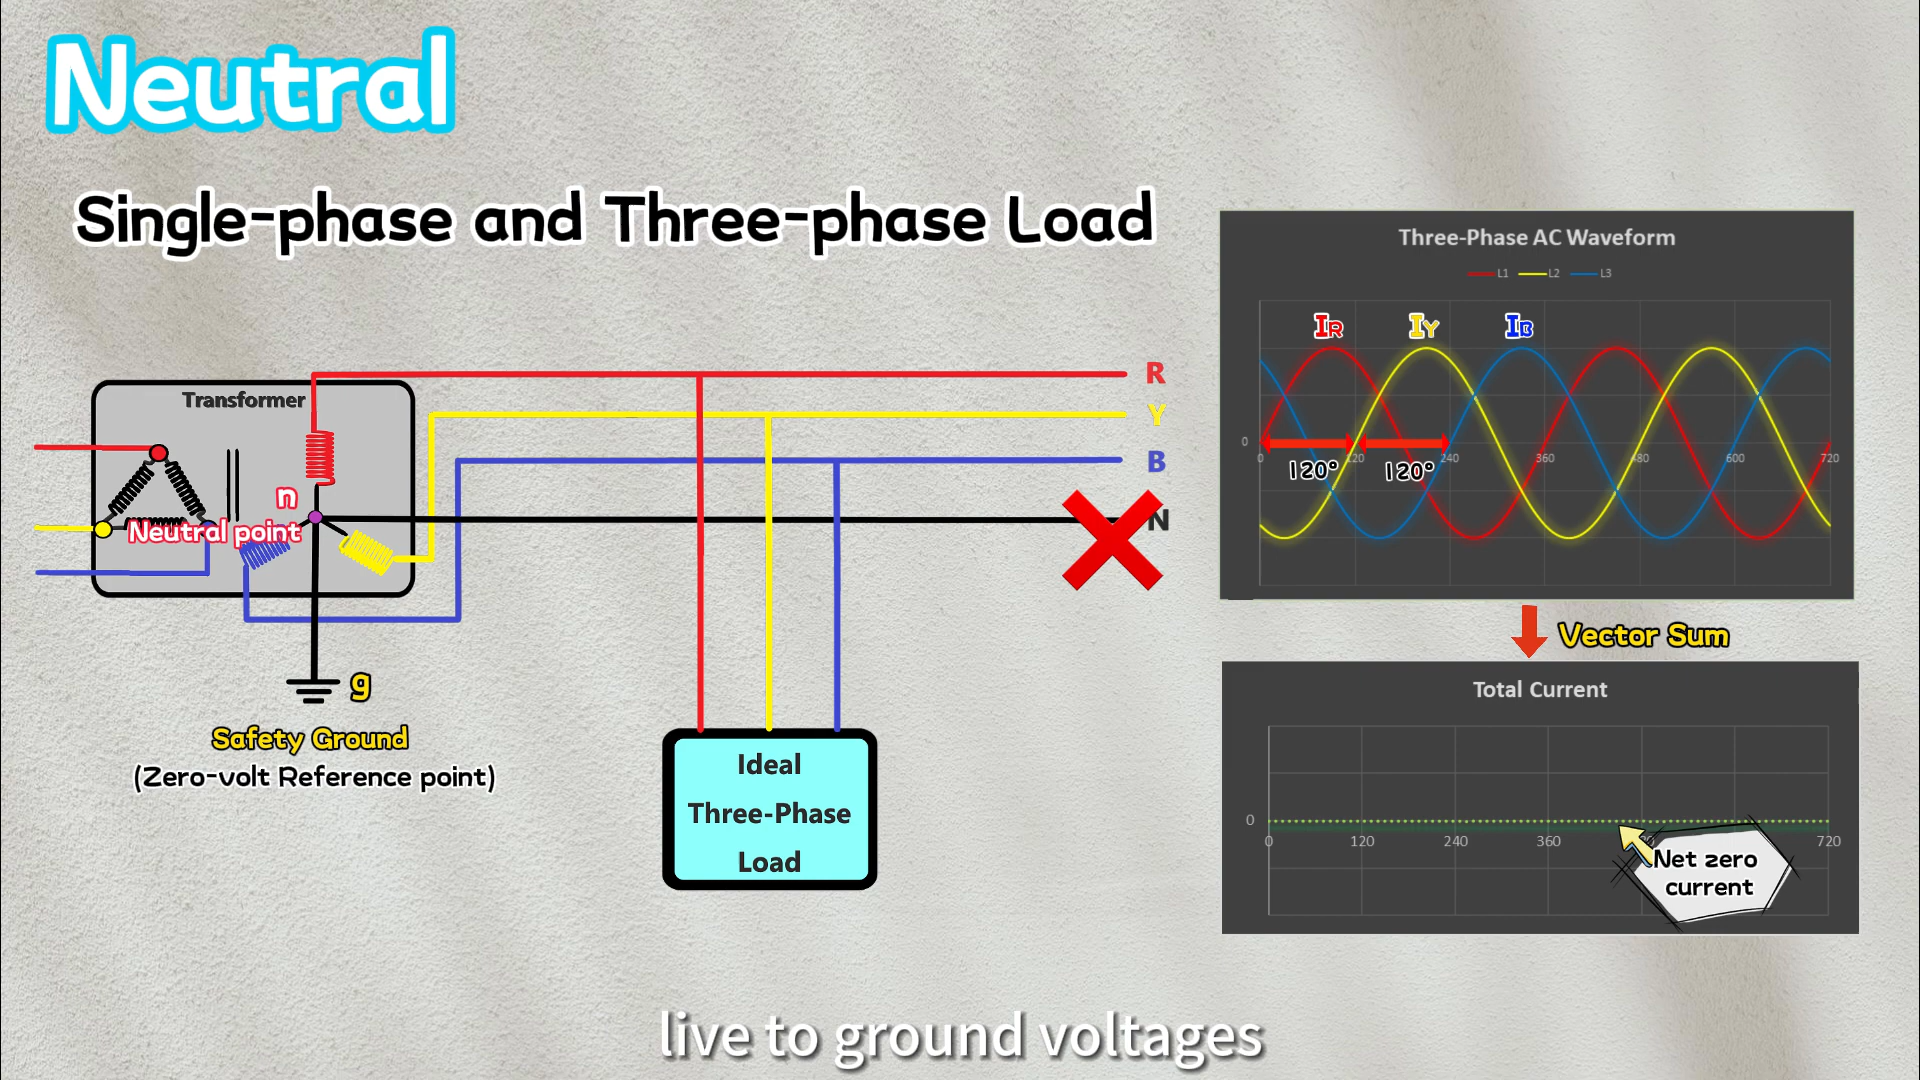 Neutral
Single-phase and Three-phase Load
Transformer
n
Neutral point
g
Safety Ground
(Zero-volt Reference point)
R
Y
B
N
Ideal
Three-Phase
Load
Three-Phase AC Waveform
L1 L2 L3
IR IY IB
0
0 120 240 360 480 600 720
120° 120°
Vector Sum
Total Current
0
0 120 240 360 720
Net zero
current
live to ground voltages